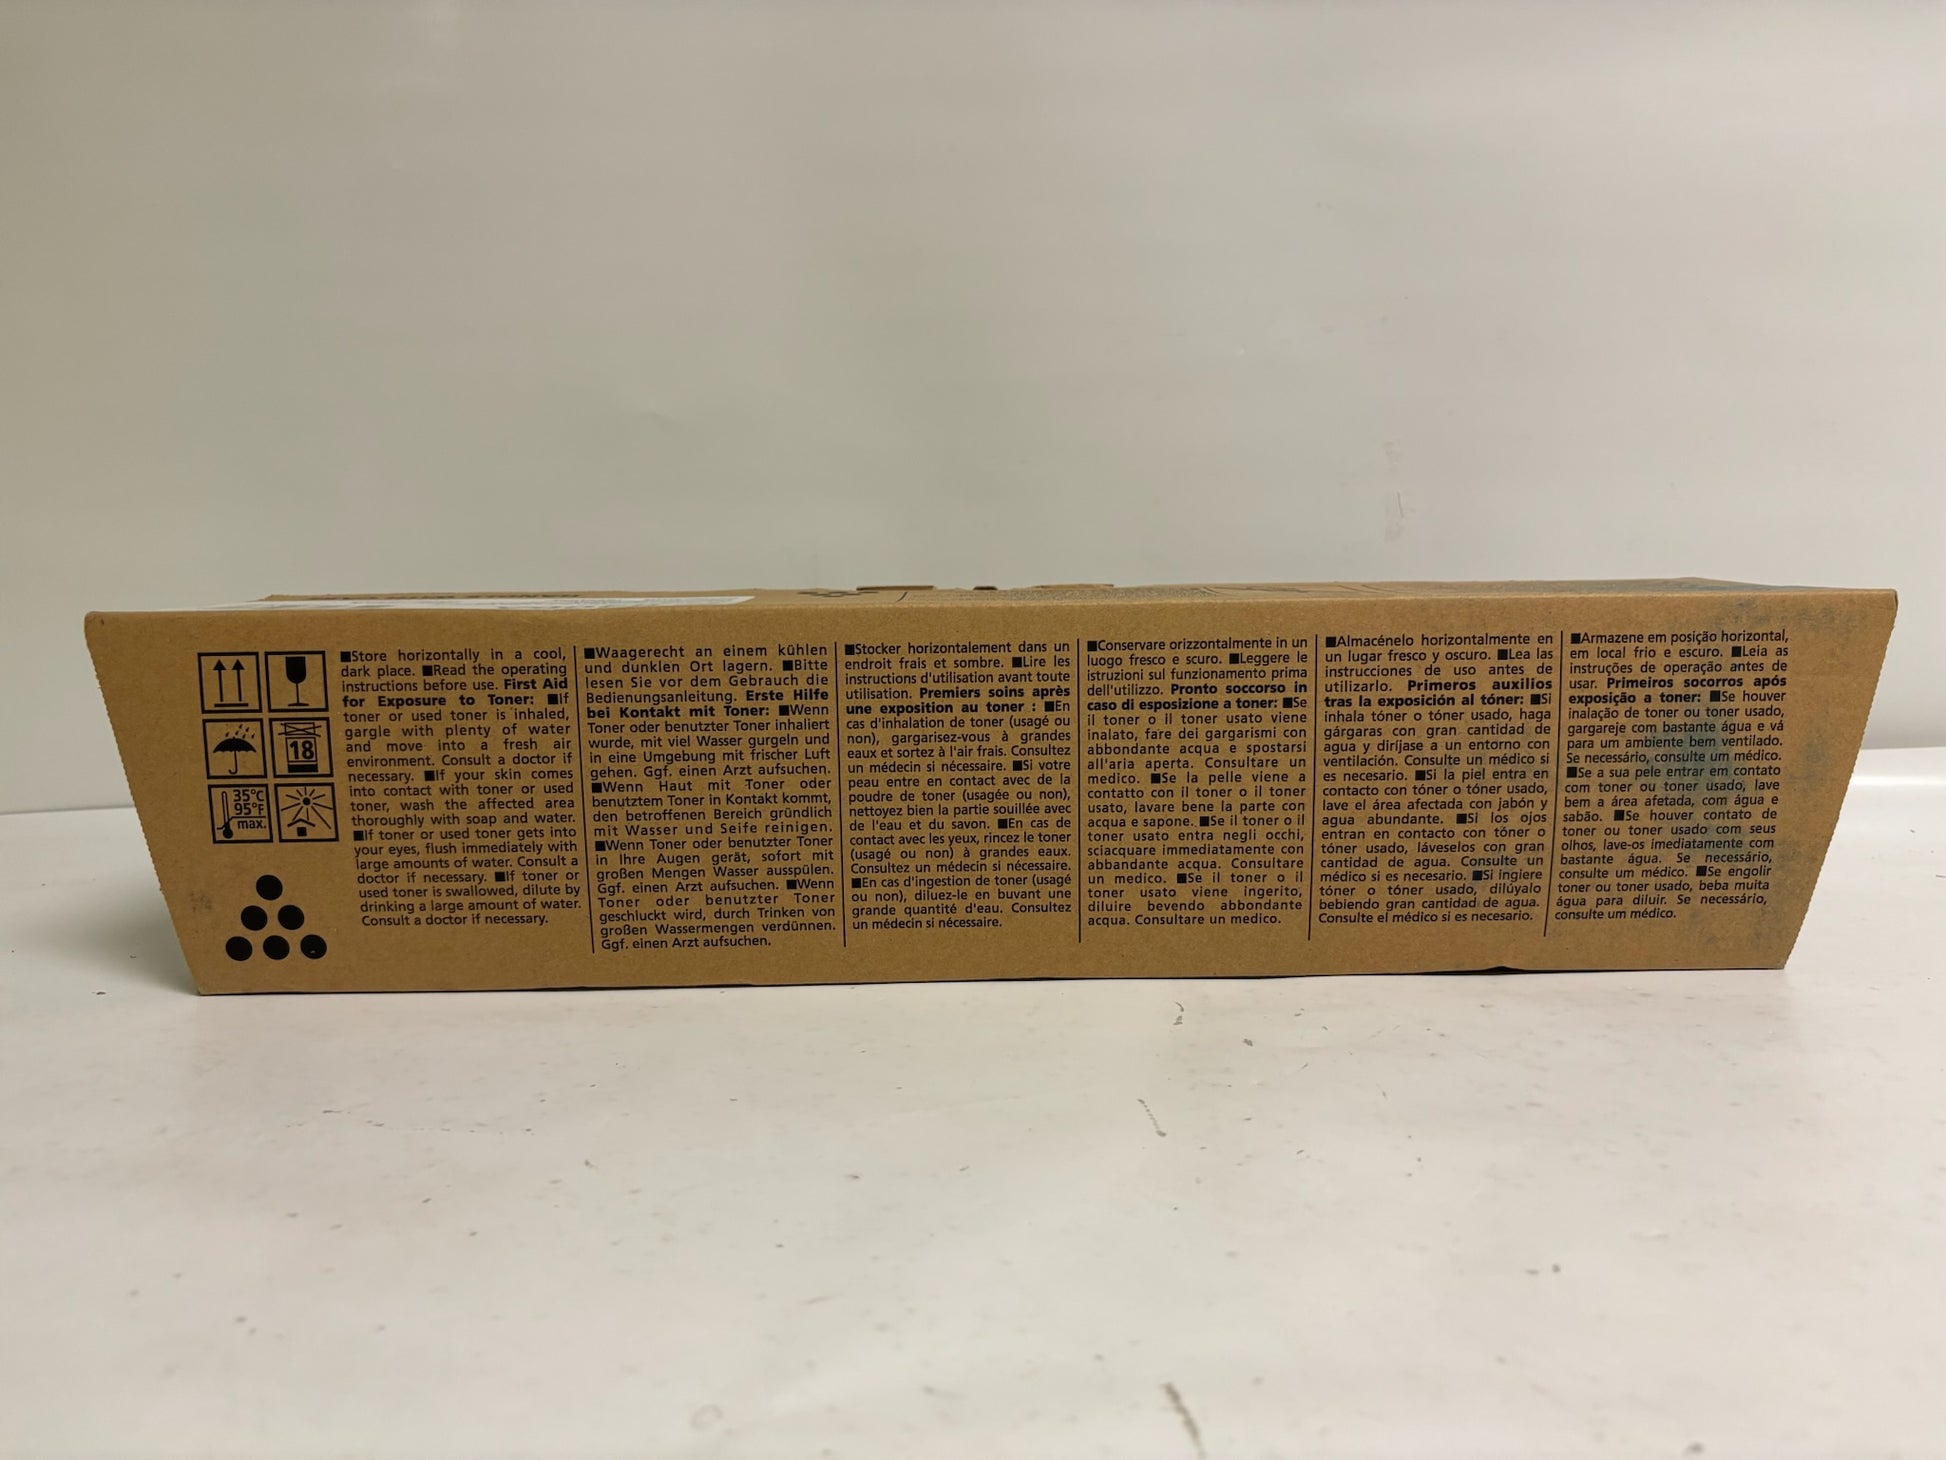 18
35°C
95°F
max.
■Store horizontally in a cool,
dark place. ■Read the operating
instructions before use. First Aid
for Exposure to Toner: ■If
toner or used toner is inhaled,
gargle with plenty of water
and move into a fresh air
environment. Consult a doctor if
necessary. ■If your skin comes
into contact with toner or used
toner, wash the affected area
thoroughly with soap and water.
■If toner or used toner gets into
your eyes, flush immediately with
large amounts of water. Consult a
doctor if necessary. ■If toner or
used toner is swallowed, dilute by
drinking a large amount of water.
Consult a doctor if necessary.
■Waagerecht an einem kühlen
und dunklen Ort lagern. ■Bitte
lesen Sie vor dem Gebrauch die
Bedienungsanleitung. Erste Hilfe
bei Kontakt mit Toner: ■Wenn
Toner oder benutzter Toner inhaliert
wurde, mit viel Wasser gurgeln und
in eine Umgebung mit frischer Luft
gehen. Ggf. einen Arzt aufsuchen.
■Wenn Haut mit Toner oder
benutztem Toner in Kontakt kommt,
den betroffenen Bereich gründlich
mit Wasser und Seife reinigen.
■Wenn Toner oder benutzter Toner
in Ihre Augen gerät, sofort mit
großen Mengen Wasser ausspülen.
Ggf. einen Arzt aufsuchen. ■Wenn
Toner oder benutzter Toner
geschluckt wird, durch Trinken von
großen Wassermengen verdünnen.
Ggf. einen Arzt aufsuchen.
■Stocker horizontalement dans un
endroit frais et sombre. ■Lire les
instructions d'utilisation avant toute
utilisation. Premiers soins après
une exposition au toner : ■En
cas d'inhalation de toner (usagé ou
non), gargarisez-vous à grandes
eaux et sortez à l'air frais. Consultez
un médecin si nécessaire. ■Si votre
peau entre en contact avec de la
poudre de toner (usagée ou non),
nettoyez bien la partie souillée avec
de l'eau et du savon. ■En cas de
contact avec les yeux, rincez le toner
(usagé ou non) à grandes eaux.
Consultez un médecin si nécessaire.
■En cas d'ingestion de toner (usagé
ou non), diluez-le en buvant une
grande quantité d'eau. Consultez
un médecin si nécessaire.
■Conservare orizzontalmente in un
luogo fresco e scuro. ■Leggere le
istruzioni sul funzionamento prima
dell'utilizzo. Pronto soccorso in
caso di esposizione a toner: ■Se
il toner o il toner usato viene
inalato, fare dei gargarismi con
abbondante acqua e spostarsi
all'aria aperta. Consultare un
medico. ■Se la pelle viene a
contatto con il toner o il toner
usato, lavare bene la parte con
acqua e sapone. ■Se il toner o il
toner usato entra negli occhi,
sciacquare immediatamente con
abbandante acqua. Consultare
un medico. ■Se il toner o il
toner usato viene ingerito,
diluire bevendo abbondante
acqua. Consultare un medico.
■Almacénelo horizontalmente en
un lugar fresco y oscuro. ■Lea las
instrucciones de uso antes de
utilizarlo. Primeros auxilios
tras la exposición al tóner: ■Si
inhala tóner o tóner usado, haga
gárgaras con gran cantidad de
agua y diríjase a un entorno con
ventilación. Consulte un médico si
es necesario. ■Si la piel entra en
contacto con tóner o tóner usado,
lave el área afectada con jabón y
agua abundante. ■Si los ojos
entran en contacto con tóner o
tóner usado, láveselos con gran
cantidad de agua. Consulte un
médico si es necesario. ■Si ingiere
tóner o tóner usado, dilúyalo
bebiendo gran cantidad de agua.
Consulte el médico si es necesario.
■Armazene em posição horizontal,
em local frio e escuro. ■Leia as
instruções de operação antes de
usar. Primeiros socorros após
exposição a toner: ■Se houver
inalação de toner ou toner usado,
gargareje com bastante água e vá
para um ambiente bem ventilado.
Se necessário, consulte um médico.
■Se a sua pele entrar em contato
com toner ou toner usado, lave
bem a área afetada, com água e
sabão. ■Se houver contato de
toner ou toner usado com seus
olhos, lave-os imediatamente com
bastante água. Se necessário,
consulte um médico. ■Se engolir
toner ou toner usado, beba muita
água para diluir. Se necessário,
consulte um médico.